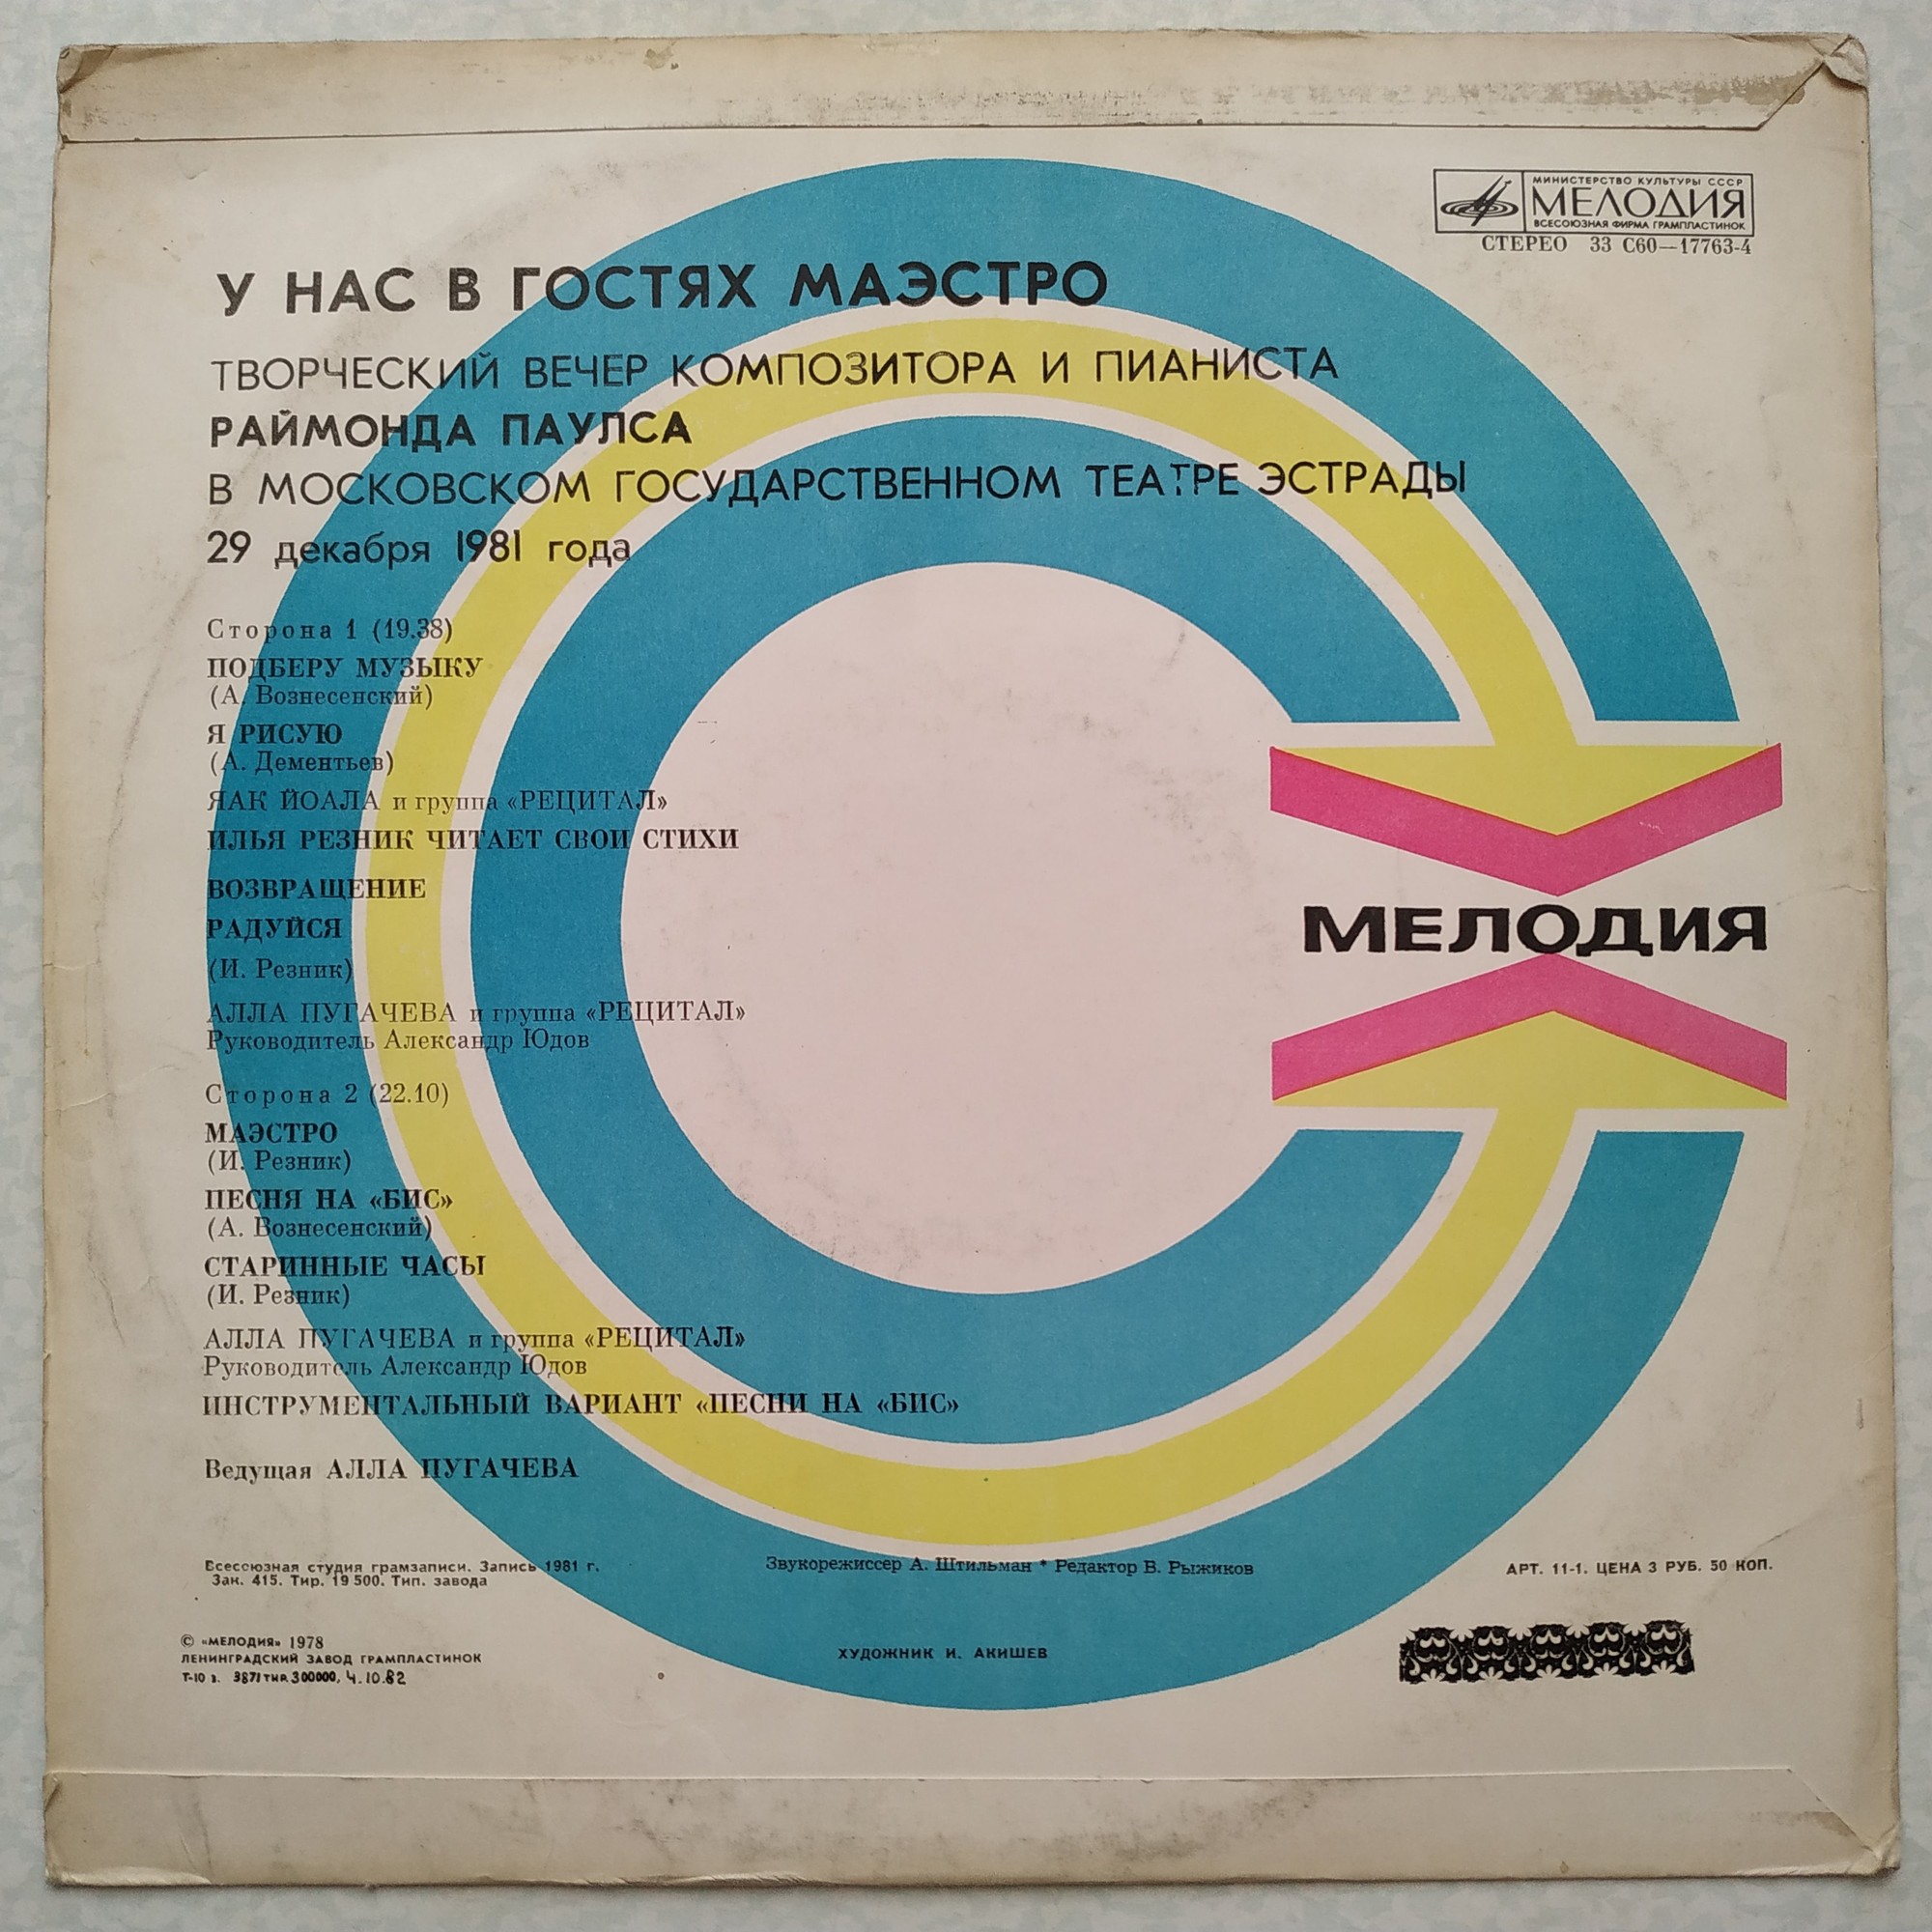 МИНИСТЕРСТВО КУЛЬТУРЫ СССР
МЕЛОДИЯ
ВСЕСОЮЗНАЯ ФИРМА ГРАМПЛАСТИНОК
СТЕРЕО 33 С60—17763-4
У НАС В ГОСТЯХ МАЭСТРО
ТВОРЧЕСКИЙ ВЕЧЕР КОМПОЗИТОРА И ПИАНИСТА
РАЙМОНДА ПАУЛСА
В МОСКОВСКОМ ГОСУДАРСТВЕННОМ ТЕАТРЕ ЭСТРАДЫ
29 декабря 1981 года
Сторона 1 (19.38)
ПОДБЕРУ МУЗЫКУ
(А. Вознесенский)
Я РИСУЮ
(А. Дементьев)
ЯАК ЙОАЛА и группа «РЕЦИТАЛ»
ИЛЬЯ РЕЗНИК ЧИТАЕТ СВОИ СТИХИ
ВОЗВРАЩЕНИЕ
РАДУЙСЯ
(И. Резник)
АЛЛА ПУГАЧЕВА и группа «РЕЦИТАЛ»
Руководитель Александр Юдов
Сторона 2 (22.10)
МАЭСТРО
(И. Резник)
ПЕСНЯ НА «БИС»
(А. Вознесенский)
СТАРИННЫЕ ЧАСЫ
(И. Резник)
АЛЛА ПУГАЧЕВА и группа «РЕЦИТАЛ»
Руководитель Александр Юдов
ИНСТРУМЕНТАЛЬНЫЙ ВАРИАНТ «ПЕСНИ НА «БИС»
Ведущая АЛЛА ПУГАЧЕВА
МЕЛОДИЯ
Всесоюзная студия грамзаписи. Запись 1981 г.
Зак. 415. Тир. 19 500. Тип. завода
Звукорежиссер А. Штильман * Редактор В. Рыжиков
АРТ. 11-1. ЦЕНА 3 РУБ. 50 КОП.
© «МЕЛОДИЯ» 1978
ЛЕНИНГРАДСКИЙ ЗАВОД ГРАМПЛАСТИНОК
Т-10 з. 3871 тир. 300000, 4.10.82
ХУДОЖНИК И. АКИШЕВ